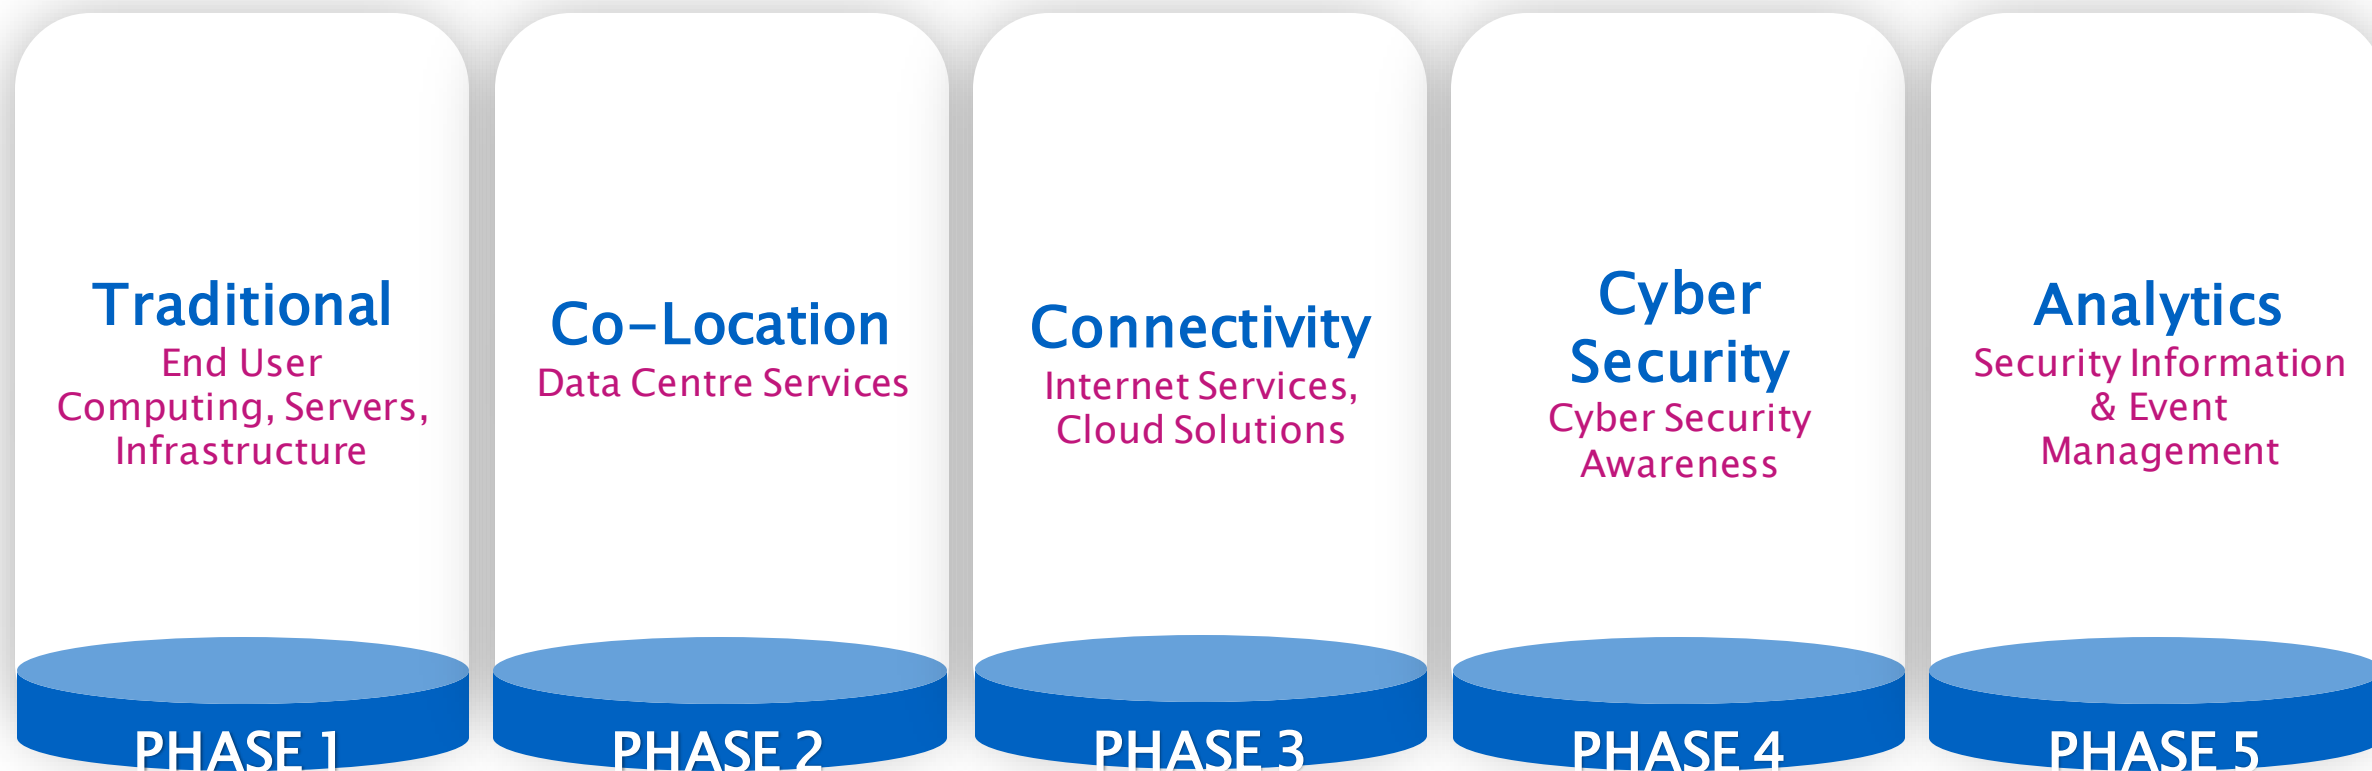 Traditional
End User
Computing, Servers,
Infrastructure
PHASE 1
Co-Location
Data Centre Services
PHASE 2
Connectivity
Internet Services,
Cloud Solutions
PHASE 3
Cyber
Security
Cyber Security
Awareness
PHASE 4
Analytics
Security Information
& Event
Management
PHASE 5